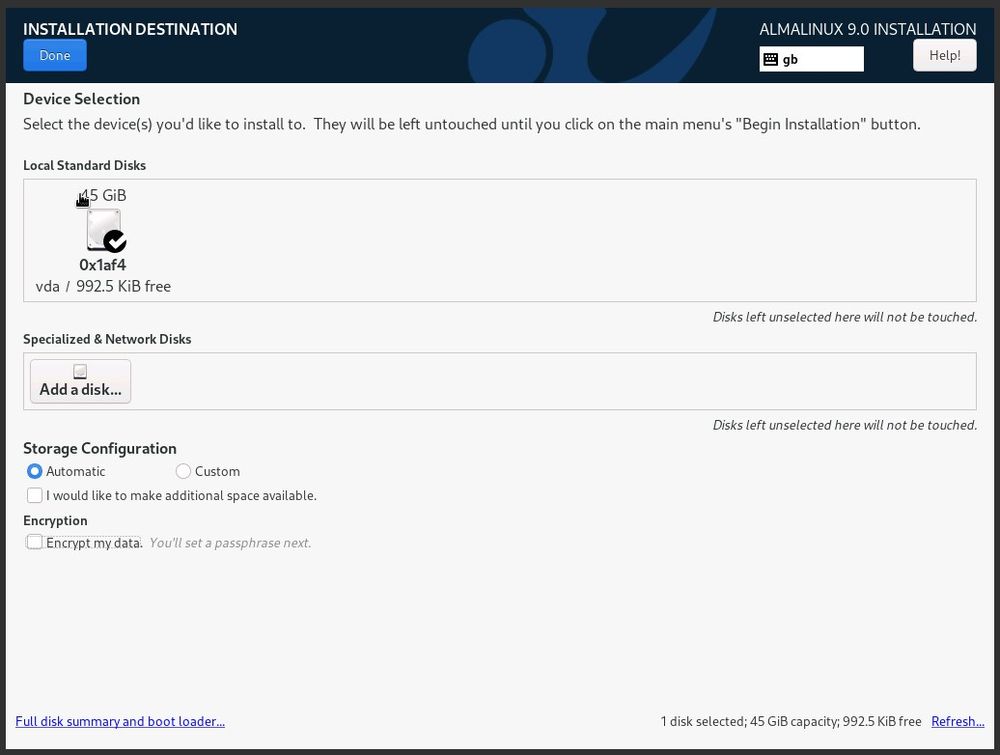 INSTALLATION DESTINATION
ALMALINUX 9.0 INSTALLATION
Done
gb
Help!
Device Selection
Select the device(s) you'd like to install to. They will be left untouched until you click on the main menu's "Begin Installation" button.
Local Standard Disks
45 GiB
0x1af4
vda / 992.5 KiB free
Disks left unselected here will not be touched.
Specialized & Network Disks
Add a disk...
Disks left unselected here will not be touched.
Storage Configuration
Automatic Custom
I would like to make additional space available.
Encryption
Encrypt my data. You'll set a passphrase next.
Full disk summary and boot loader... 1 disk selected; 45 GiB capacity; 992.5 KiB free Refresh...